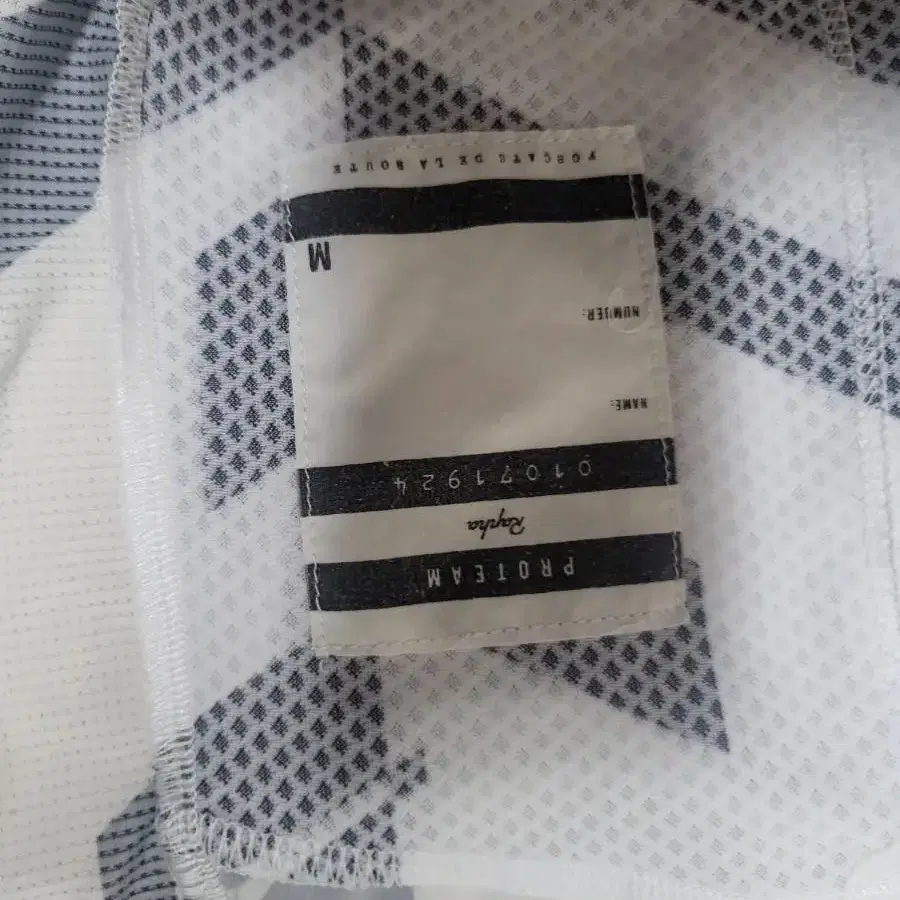 PROTEAM
Rapha
01071924
NAME:
NUMBER:
M
FORÇATS DE LA ROUTE